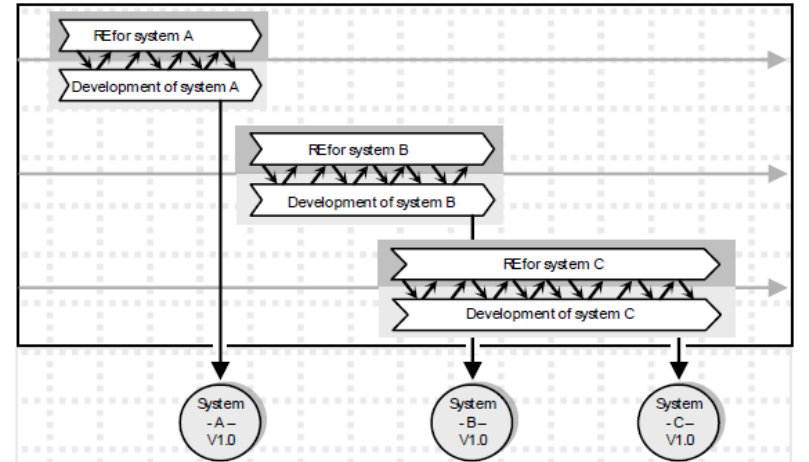 REfor system A
Development of system A
REfor system B
Development of system B
REfor system C
Development of system C
System
- A –
V1.0
System
- B –
V1.0
System
- C –
V1.0